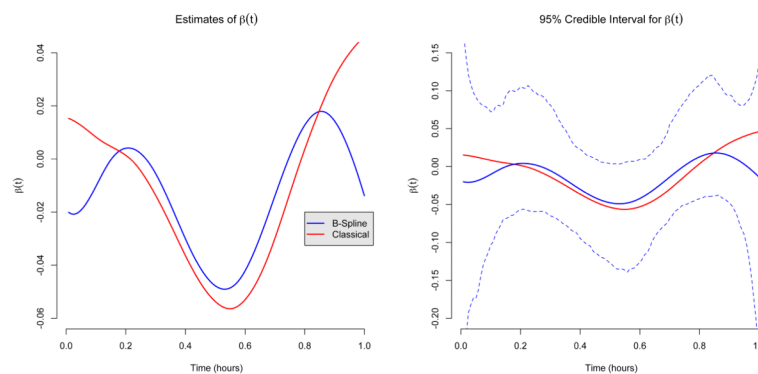 Estimates of β(t)
0.04
0.02
0.00
-0.02
-0.04
-0.06
β(t)
B-Spline
Classical
0.0 0.2 0.4 0.6 0.8 1.0
Time (hours)
95% Credible Interval for β(t)
0.15
0.10
0.05
0.00
-0.05
-0.10
-0.15
-0.20
β(t)
0.0 0.2 0.4 0.6 0.8
Time (hours)